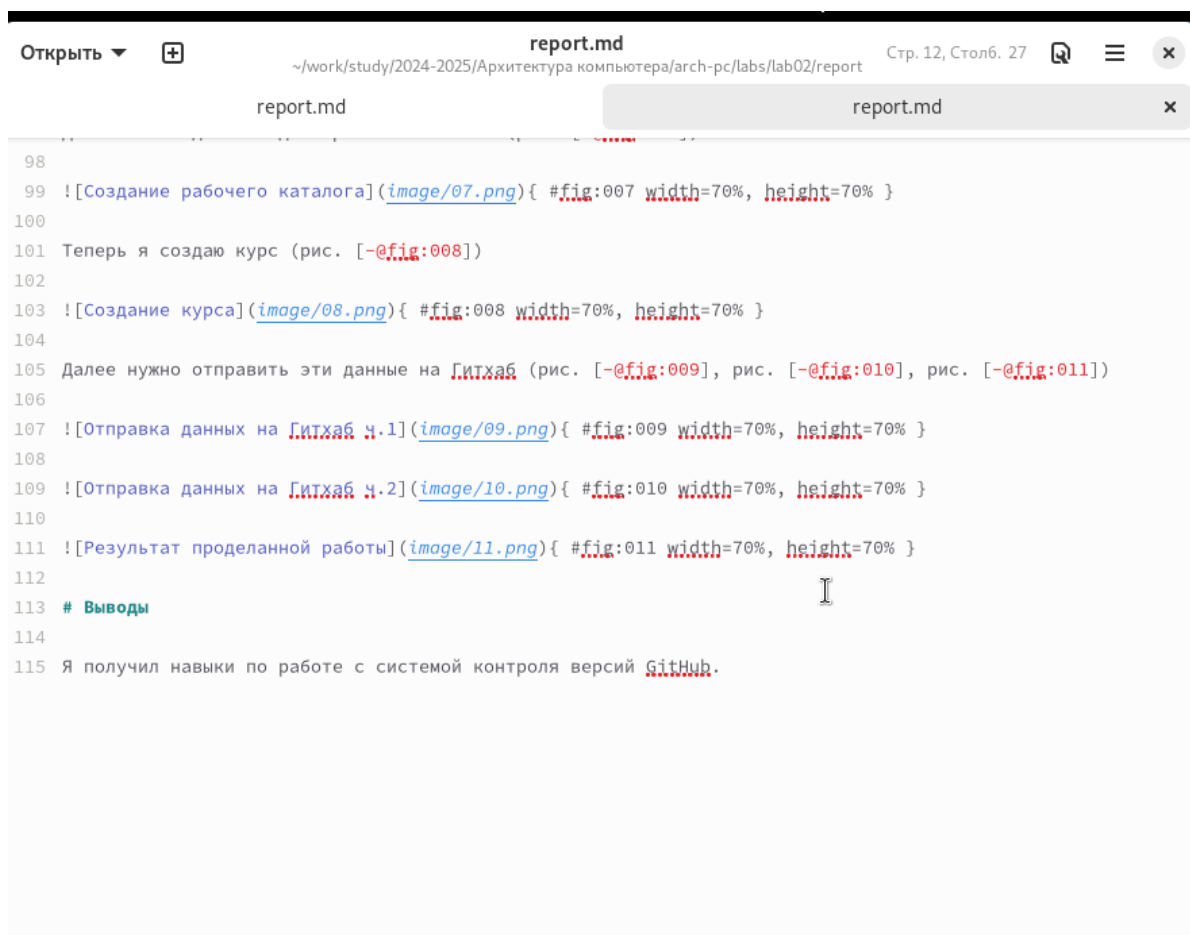 Открыть
report.md
~/work/study/2024-2025/Архитектура компьютера/arch-pc/labs/lab02/report
Стр. 12, Столб. 27
report.md
report.md
98
99 ![Создание рабочего каталога](image/07.png){ #fig:007 width=70%, height=70% }
100
101 Теперь я создаю курс (рис. [-@fig:008])
102
103 ![Создание курса](image/08.png){ #fig:008 width=70%, height=70% }
104
105 Далее нужно отправить эти данные на Гитхаб (рис. [-@fig:009], рис. [-@fig:010], рис. [-@fig:011])
106
107 ![Отправка данных на Гитхаб ч.1](image/09.png){ #fig:009 width=70%, height=70% }
108
109 ![Отправка данных на Гитхаб ч.2](image/10.png){ #fig:010 width=70%, height=70% }
110
111 ![Результат проделанной работы](image/11.png){ #fig:011 width=70%, height=70% }
112
113 # Выводы
114
115 Я получил навыки по работе с системой контроля версий GitHub.